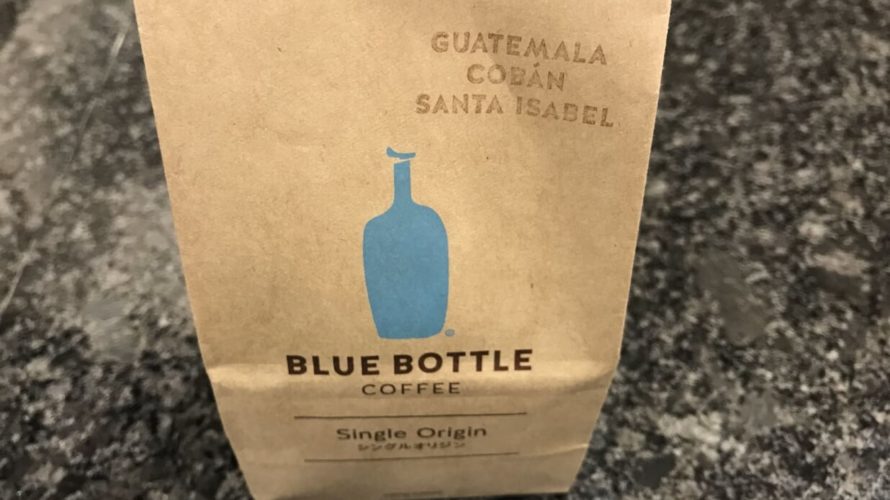 GUATEMALA
COBÁN
SANTA ISABEL
BLUE BOTTLE
COFFEE
Single Origin
シングルオリジン